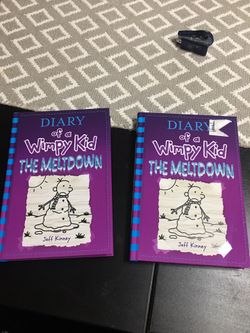 DIARY
of a
Wimpy Kid
THE MELTDOWN
Jeff Kinney
DIARY
of a
Wimpy Kid
THE MELTDOWN
Jeff Kinney